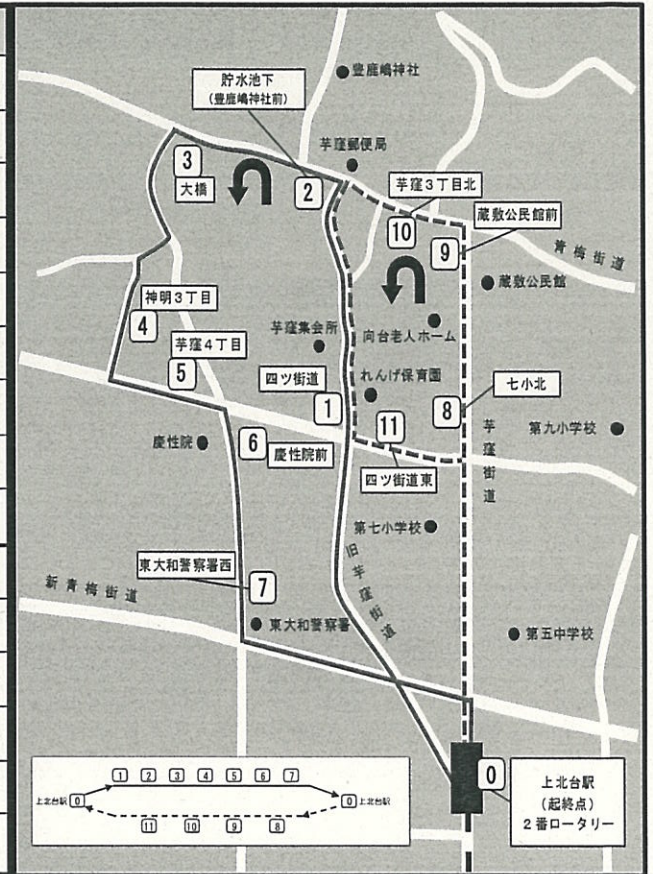 豊鹿嶋神社
貯水池下
(豊鹿嶋神社前)
芋窪郵便局
3
大橋
2
芋窪3丁目北
蔵敷公民館前
10
9
青梅街道
蔵敷公民館
神明3丁目
4
芋窪集会所
向台老人ホーム
芋窪4丁目
5
四ツ街道
れんげ保育園
七小北
1
8
11
芋窪街道
第九小学校
慶性院
6
慶性院前
四ツ街道東
第七小学校
旧芋窪街道
東大和警察署西
7
新青梅街道
東大和警察署
第五中学校
0
上北台駅
(起終点)
2番ロータリー
1 2 3 4 5 6 7
上北台駅 0 0 上北台駅
11 10 9 8